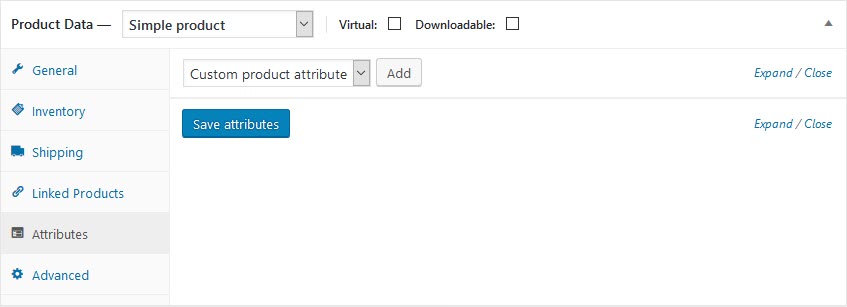 Product Data — Simple product Virtual: Downloadable:
General
Custom product attribute Add Expand / Close
Inventory
Save attributes Expand / Close
Shipping
Linked Products
Attributes
Advanced